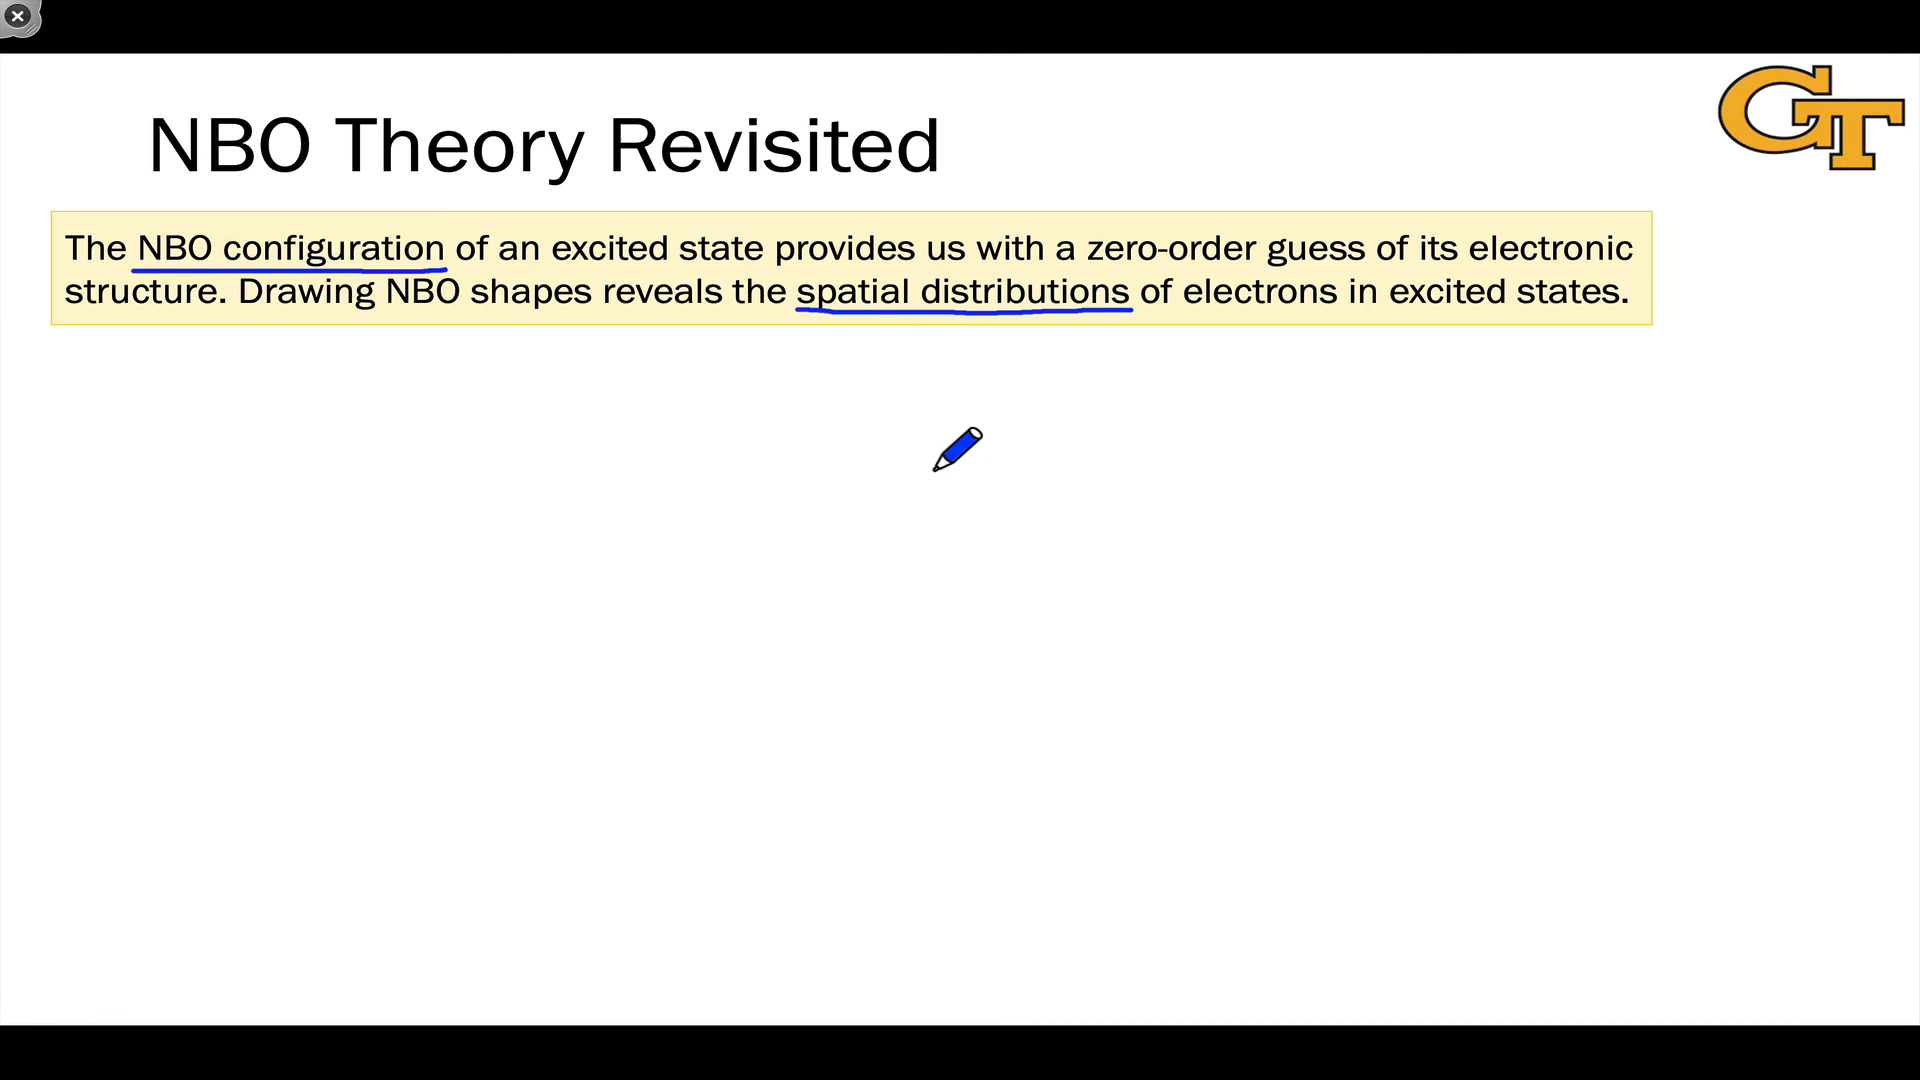 GT
NBO Theory Revisited
The NBO configuration of an excited state provides us with a zero-order guess of its electronic
structure. Drawing NBO shapes reveals the spatial distributions of electrons in excited states.